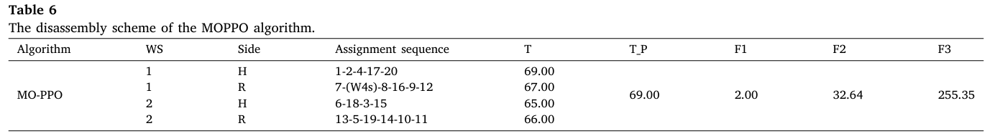 Table 6
The disassembly scheme of the MOPPO algorithm.
Algorithm WS Side Assignment sequence T T_P F1 F2 F3
1 H 1-2-4-17-20 69.00
1 R 7-(W4s)-8-16-9-12 67.00
MO-PPO 69.00 2.00 32.64 255.35
2 H 6-18-3-15 65.00
2 R 13-5-19-14-10-11 66.00